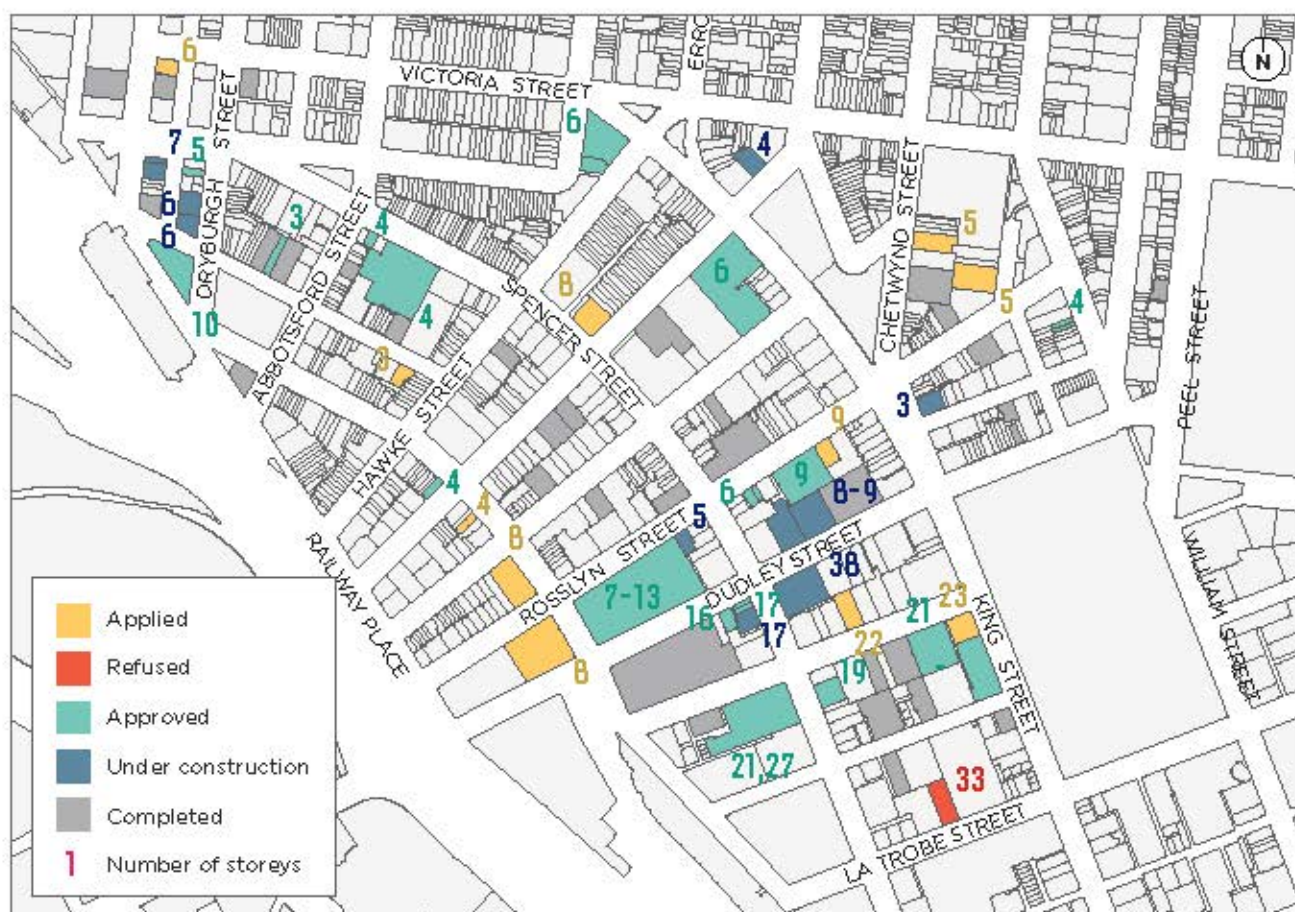 6
VICTORIA STREET
ERRO
N
6
7
5
4
DRYBURGH STREET
6
6
3
4
ABBOTSFORD STREET
10
4
SPENCER STREET
8
6
CHETWYND STREET
5
5
4
PEEL STREET
3
HAWKE STREET
3
9
9
8-9
6
4
4
8
5
ROSSLYN STREET
DUDLEY STREET
RAILWAY PLACE
7-13
38
16
17
17
8
22
21
23
KING STREET
WILLIAM STREET
19
21,27
33
LA TROBE STREET
Applied
Refused
Approved
Under construction
Completed
1 Number of storeys